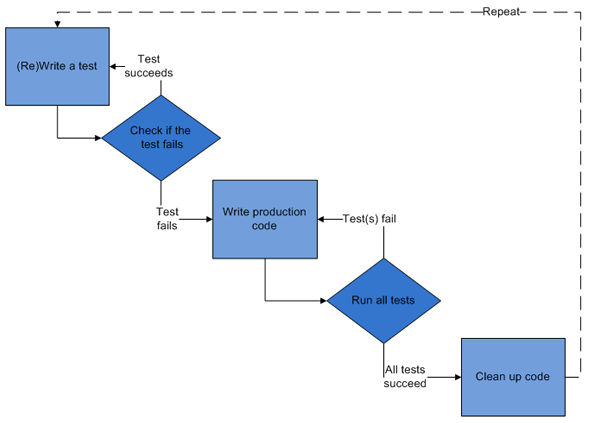 Repeat
(Re)Write a test
Test
succeeds
Check if the
test fails
Test
fails
Write production
code
Test(s) fail
Run all tests
All tests
succeed
Clean up code